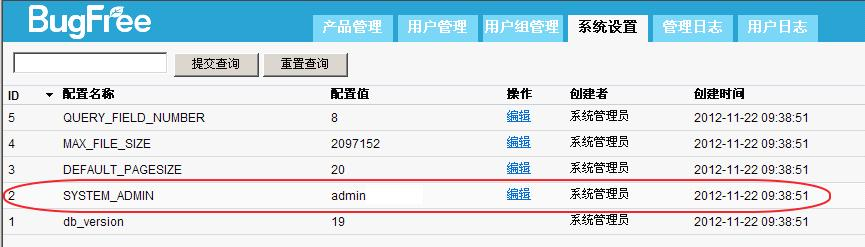 BugFree
产品管理 用户管理 用户组管理 系统设置 管理日志 用户日志
提交查询 重置查询
ID 配置名称 配置值 操作 创建者 创建时间
5 QUERY_FIELD_NUMBER 8 编辑 系统管理员 2012-11-22 09:38:51
4 MAX_FILE_SIZE 2097152 编辑 系统管理员 2012-11-22 09:38:51
3 DEFAULT_PAGESIZE 20 编辑 系统管理员 2012-11-22 09:38:51
2 SYSTEM_ADMIN admin 编辑 系统管理员 2012-11-22 09:38:51
1 db_version 19 系统管理员 2012-11-22 09:38:51